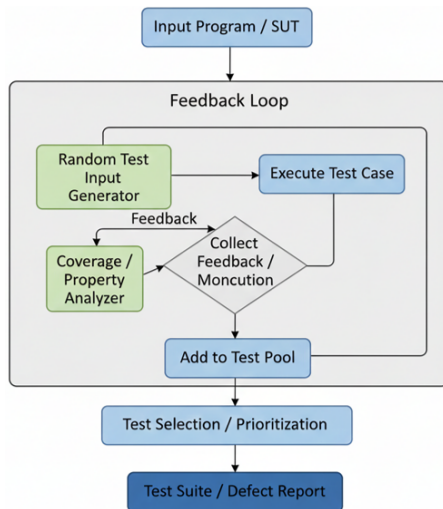 Input Program / SUT
Feedback Loop
Random Test
Input
Generator
Execute Test Case
Feedback
Coverage /
Property
Analyzer
Collect
Feedback /
Moncution
Add to Test Pool
Test Selection / Prioritization
Test Suite / Defect Report